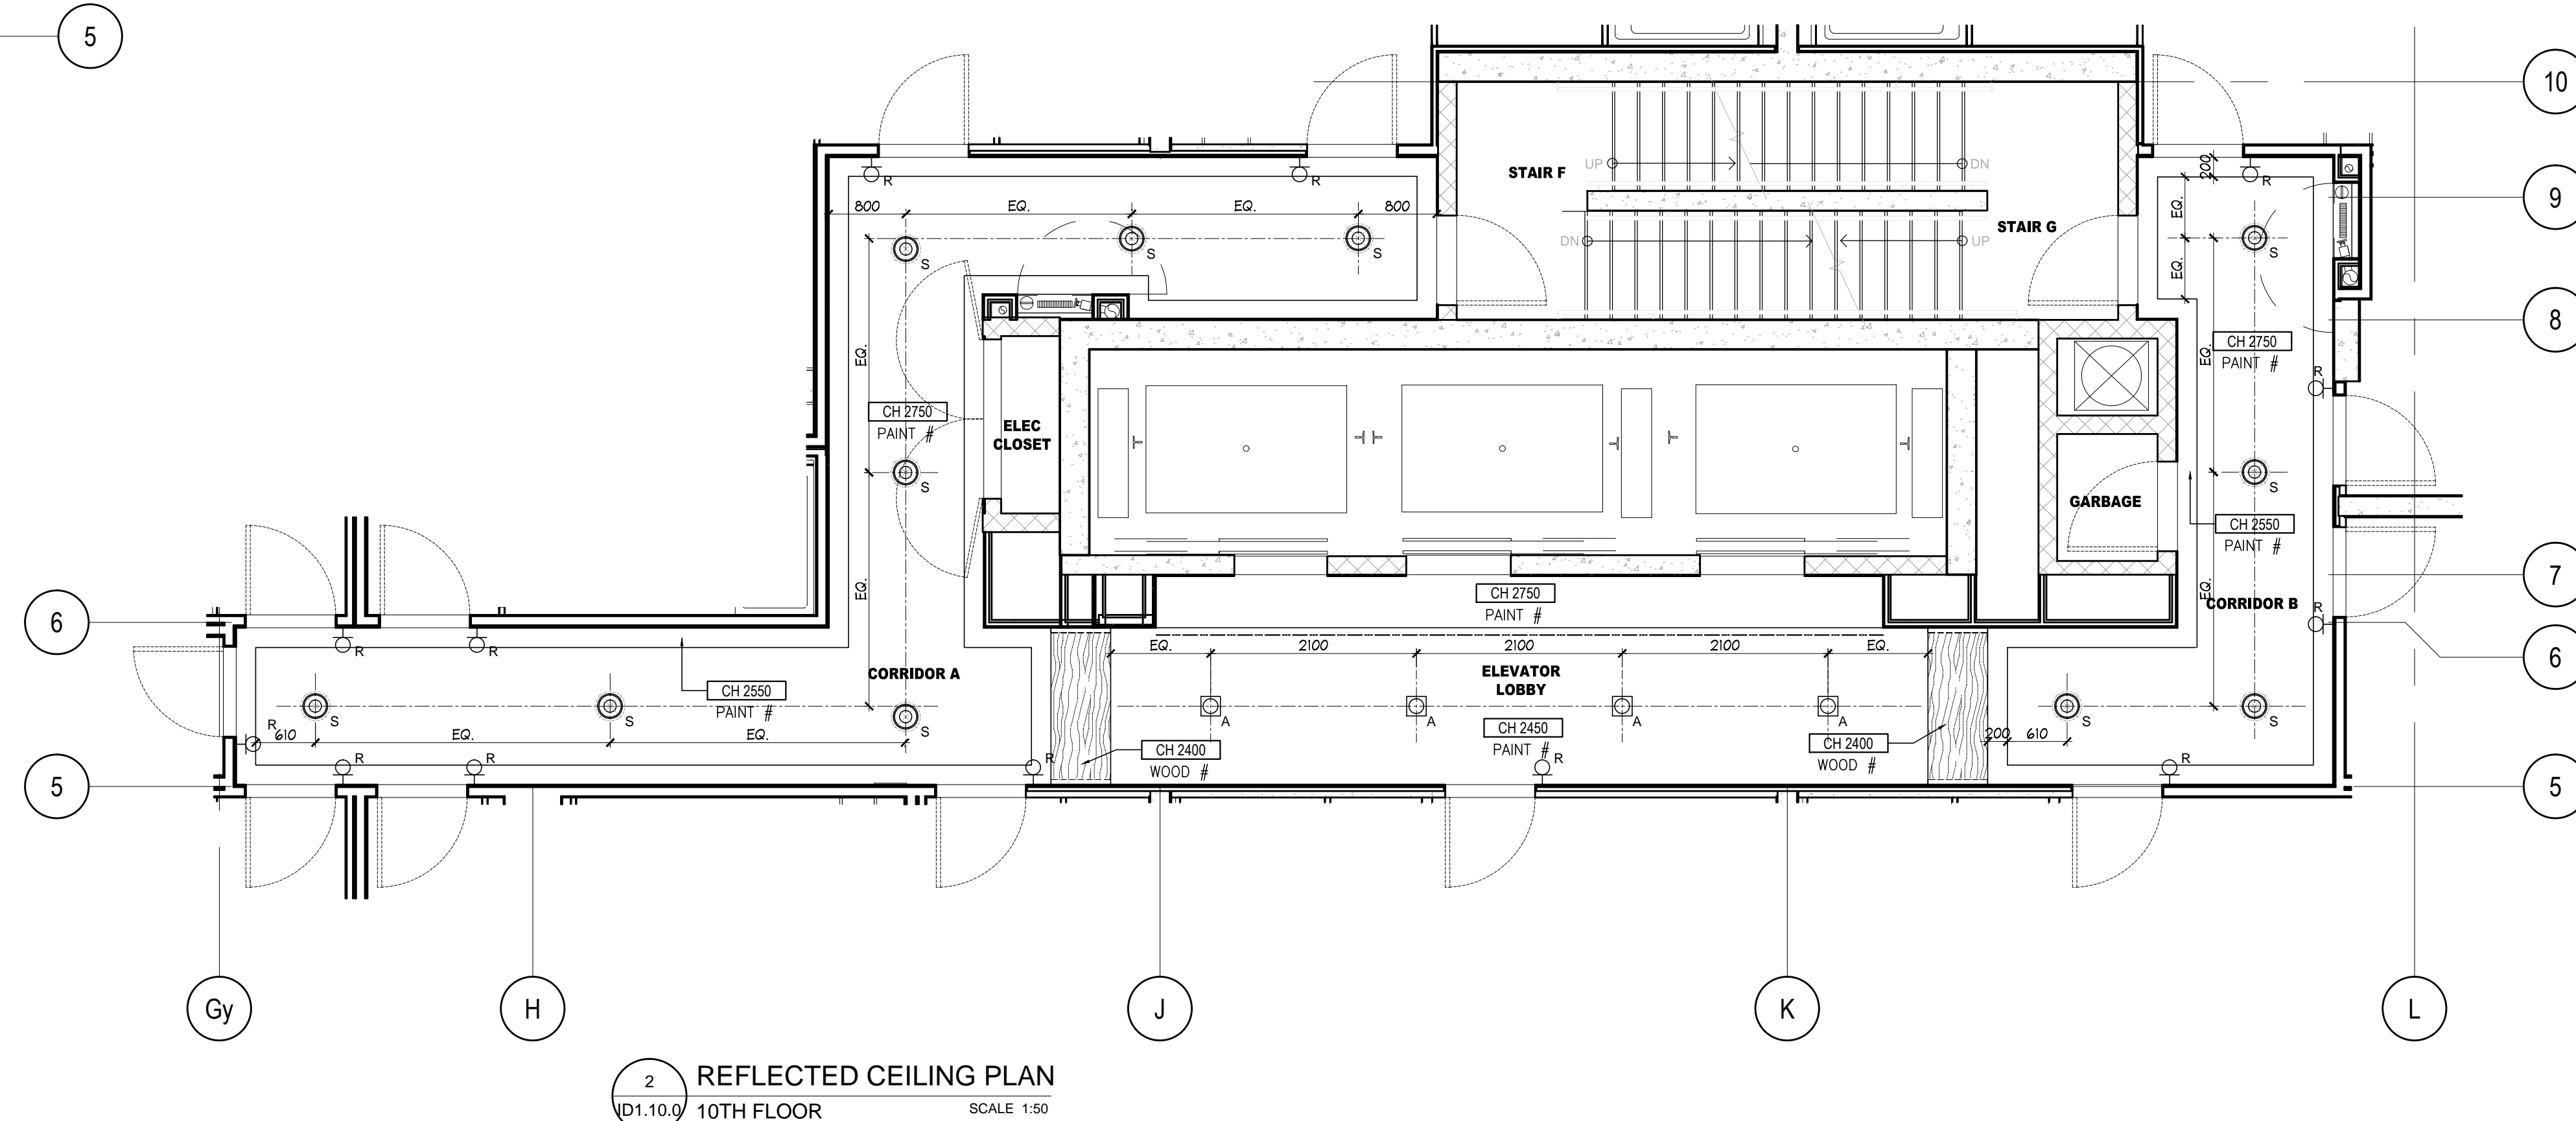 5
10
STAIR F
UP
DN
DN
UP
STAIR G
R
R
R
200
9
800
EQ.
EQ.
800
EQ.
S
S
S
S
EQ.
8
CH 2750
PAINT #
EQ.
EQ.
CH 2750
PAINT #
R
ELEC
CLOSET
S
S
GARBAGE
CH 2550
PAINT #
7
EQ.
EQ.
CORRIDOR B
R
CH 2750
PAINT #
6
R
R
EQ.
2100
2100
2100
EQ.
6
CORRIDOR A
ELEVATOR
LOBBY
CH 2550
PAINT #
S
S
S
A
A
A
A
S
S
R
610
EQ.
EQ.
CH 2400
WOOD #
CH 2450
PAINT #
CH 2400
WOOD #
200
610
R
R
R
R
R
5
5
Gy
H
J
K
L
2
ID1.10.0
REFLECTED CEILING PLAN
10TH FLOOR
SCALE 1:50